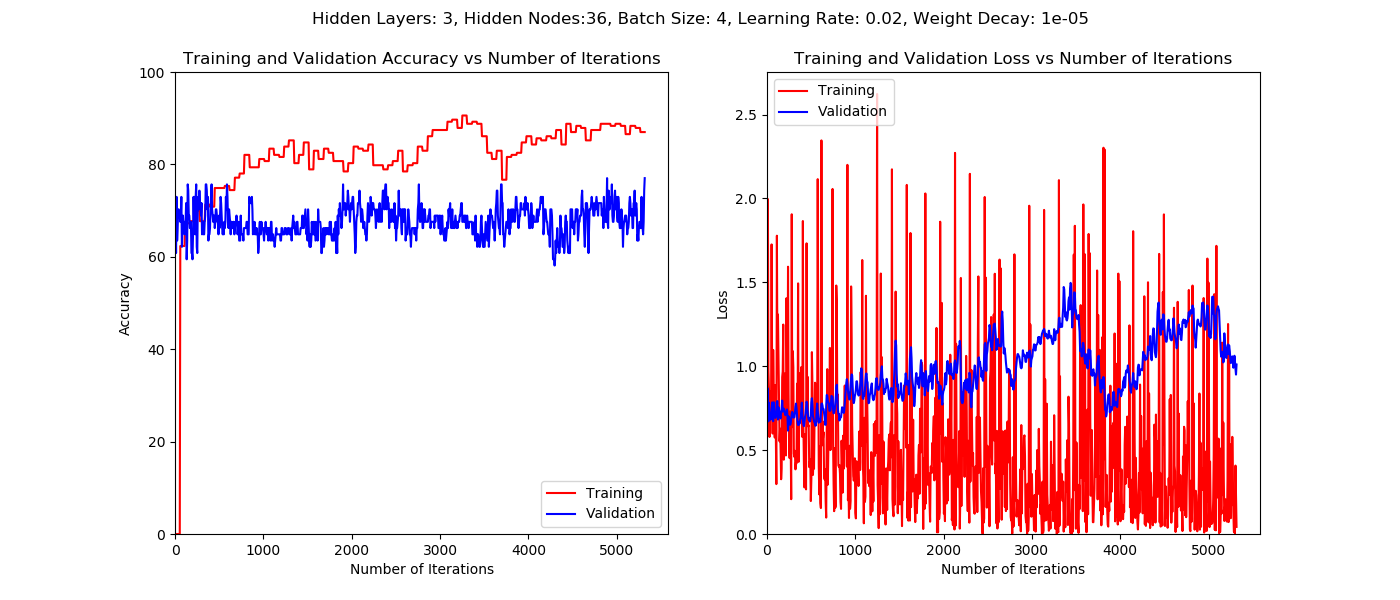 Hidden Layers: 3, Hidden Nodes:36, Batch Size: 4, Learning Rate: 0.02, Weight Decay: 1e-05
Training and Validation Accuracy vs Number of Iterations
100
80
60
40
20
0
Accuracy
0 1000 2000 3000 4000 5000
Number of Iterations
Training
Validation
Training and Validation Loss vs Number of Iterations
Training
Validation
2.5
2.0
1.5
1.0
0.5
0.0
Loss
0 1000 2000 3000 4000 5000
Number of Iterations